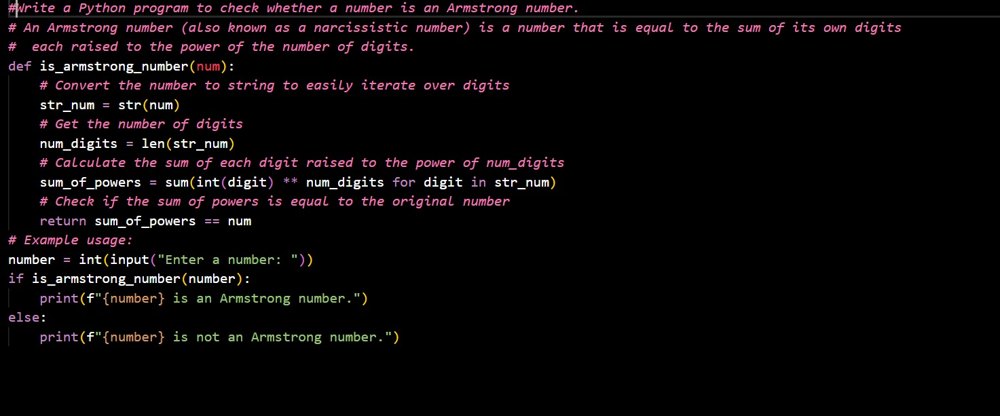 #Write a Python program to check whether a number is an Armstrong number.
# An Armstrong number (also known as a narcissistic number) is a number that is equal to the sum of its own digits
#  each raised to the power of the number of digits.
def is_armstrong_number(num):
    # Convert the number to string to easily iterate over digits
    str_num = str(num)
    # Get the number of digits
    num_digits = len(str_num)
    # Calculate the sum of each digit raised to the power of num_digits
    sum_of_powers = sum(int(digit) ** num_digits for digit in str_num)
    # Check if the sum of powers is equal to the original number
    return sum_of_powers == num
# Example usage:
number = int(input("Enter a number: "))
if is_armstrong_number(number):
    print(f"{number} is an Armstrong number.")
else:
    print(f"{number} is not an Armstrong number.")